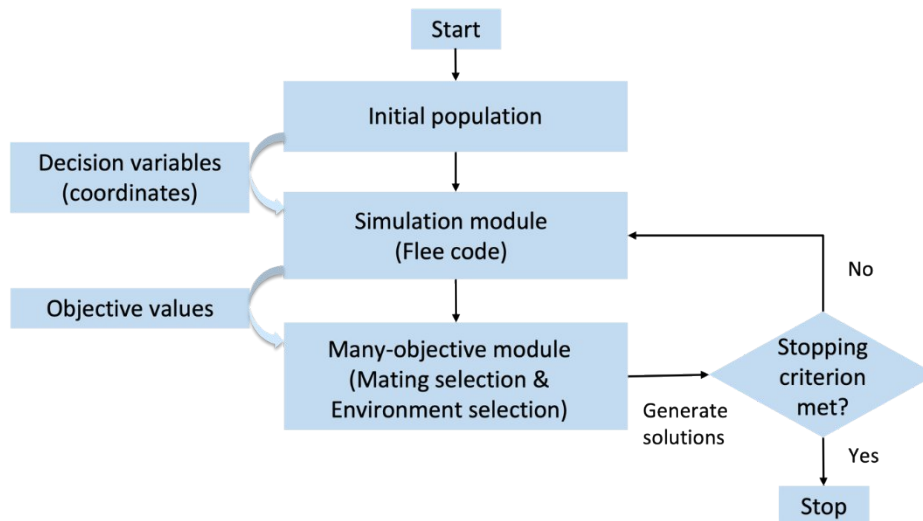 Start
Initial population
Decision variables
(coordinates)
Simulation module
(Flee code)
No
Objective values
Many-objective module
(Mating selection &
Environment selection)
Stopping
criterion
met?
Generate
solutions
Yes
Stop